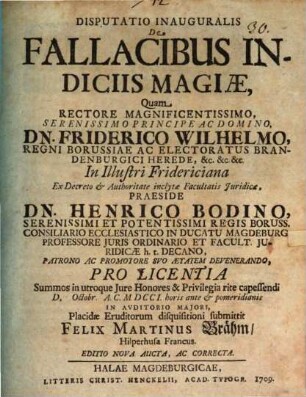 30.
DISPUTATIO INAUGURALIS
De
FALLACIBUS IN-
DICIIS MAGIÆ,
Quam
RECTORE MAGNIFICENTISSIMO,
SERENISSIMO PRINCIPE AC DOMINO,
DN. FRIDERICO WILHELMO,
REGNI BORUSSIAE AC ELECTORATUS BRAN-
DENBURGICI HEREDE, &c. &c. &c.
In Illustri Fridericiana
Ex Decreto & Authoritate inclytæ Facultatis Juridicæ,
PRAESIDE
DN. HENRICO BODINO,
SERENISSIMI ET POTENTISSIMI REGIS BORUSS.
CONSILIARIO ECCLESIASTICO IN DUCATU MAGDEBURG
PROFESSORE JURIS ORDINARIO ET FACULT. JU-
RIDICÆ h. t. DECANO,
PATRONO AC PROMOTORE SUO ÆTATEM DEVENERANDO,
PRO LICENTIA
Summos in utroque Jure Honores & Privilegia rite capessendi
D. Octobr. A. C. MDCCI. horis ante & pomeridianis
IN AUDITORIO MAJORI,
Placidæ Eruditorum disquisitioni submittit
FELIX MARTINUS Brähm/
Hilperhusa Francus.
EDITIO NOVA AUCTA, AC CORRECTA.
HALAE MAGDEBURGICAE,
LITTERIS CHRIST. HENCKELII, ACAD. TYPOGR. 1709.